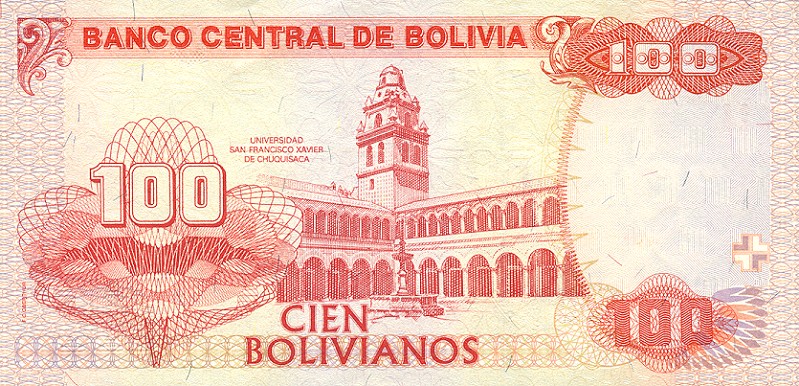 BANCO CENTRAL DE BOLIVIA
100
UNIVERSIDAD
SAN FRANCISCO XAVIER
DE CHUQUISACA
100
CIEN
BOLIVIANOS
100